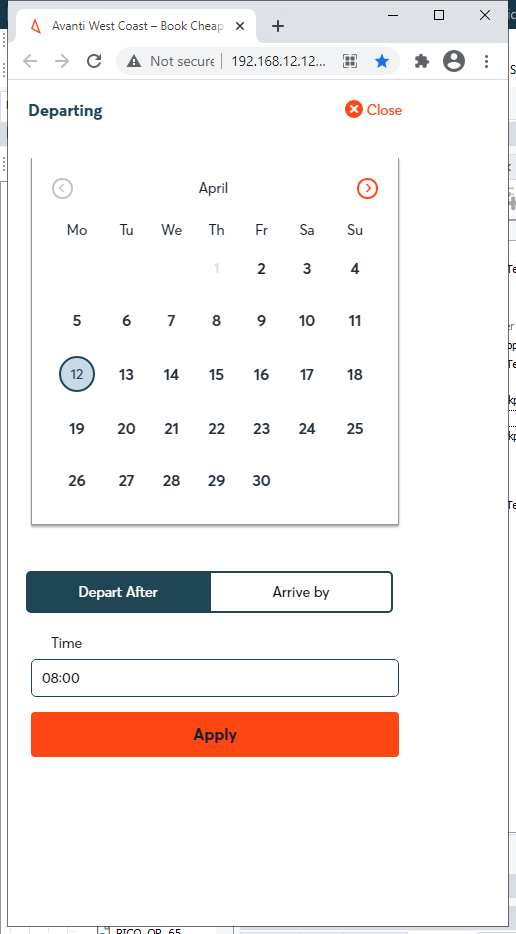 Avanti West Coast – Book Cheap
Not secure
192.168.12.12...
Departing
Close
April
Mo Tu We Th Fr Sa Su
1 2 3 4
5 6 7 8 9 10 11
12 13 14 15 16 17 18
19 20 21 22 23 24 25
26 27 28 29 30
Depart After
Arrive by
Time
08:00
Apply
PICO_OR_65